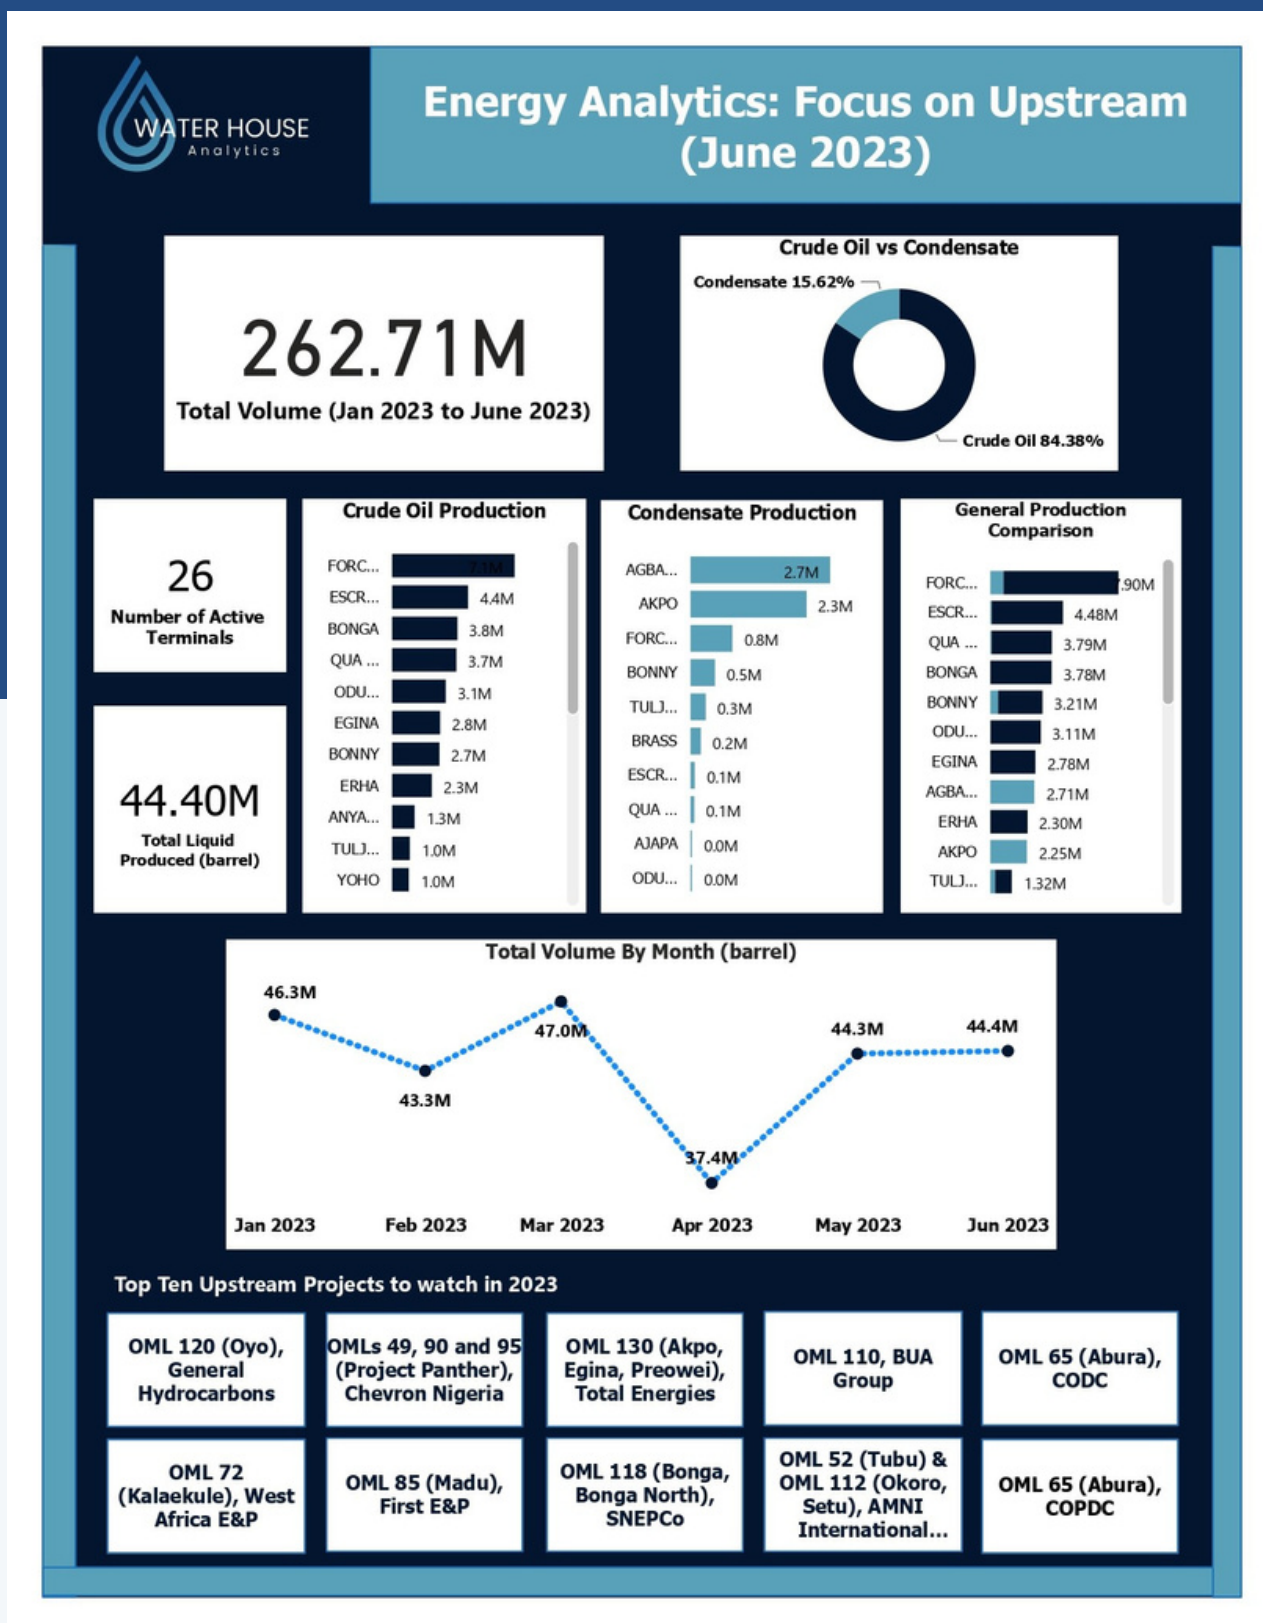 WATER HOUSE
Analytics
Energy Analytics: Focus on Upstream
(June 2023)
262.71M
Total Volume (Jan 2023 to June 2023)
Crude Oil vs Condensate
Condensate 15.62%
Crude Oil 84.38%
26
Number of Active
Terminals
44.40M
Total Liquid
Produced (barrel)
Crude Oil Production
FORC... 7.1M
ESCR... 4.4M
BONGA 3.8M
QUA ... 3.7M
ODU... 3.1M
EGINA 2.8M
BONNY 2.7M
ERHA 2.3M
ANYA... 1.3M
TULJ... 1.0M
YOHO 1.0M
Condensate Production
AGBA... 2.7M
AKPO 2.3M
FORC... 0.8M
BONNY 0.5M
TULJ... 0.3M
BRASS 0.2M
ESCR... 0.1M
QUA ... 0.1M
AJAPA 0.0M
ODU... 0.0M
General Production
Comparison
FORC... 7.90M
ESCR... 4.48M
QUA ... 3.79M
BONGA 3.78M
BONNY 3.21M
ODU... 3.11M
EGINA 2.78M
AGBA... 2.71M
ERHA 2.30M
AKPO 2.25M
TULJ... 1.32M
Total Volume By Month (barrel)
46.3M
43.3M
47.0M
37.4M
44.3M
44.4M
Jan 2023 Feb 2023 Mar 2023 Apr 2023 May 2023 Jun 2023
Top Ten Upstream Projects to watch in 2023
OML 120 (Oyo),
General
Hydrocarbons
OMLs 49, 90 and 95
(Project Panther),
Chevron Nigeria
OML 130 (Akpo,
Egina, Preowei),
Total Energies
OML 110, BUA
Group
OML 65 (Abura),
CODC
OML 72
(Kalaekule), West
Africa E&P
OML 85 (Madu),
First E&P
OML 118 (Bonga,
Bonga North),
SNEPCo
OML 52 (Tubu) &
OML 112 (Okoro,
Setu), AMNI
International...
OML 65 (Abura),
COPDC